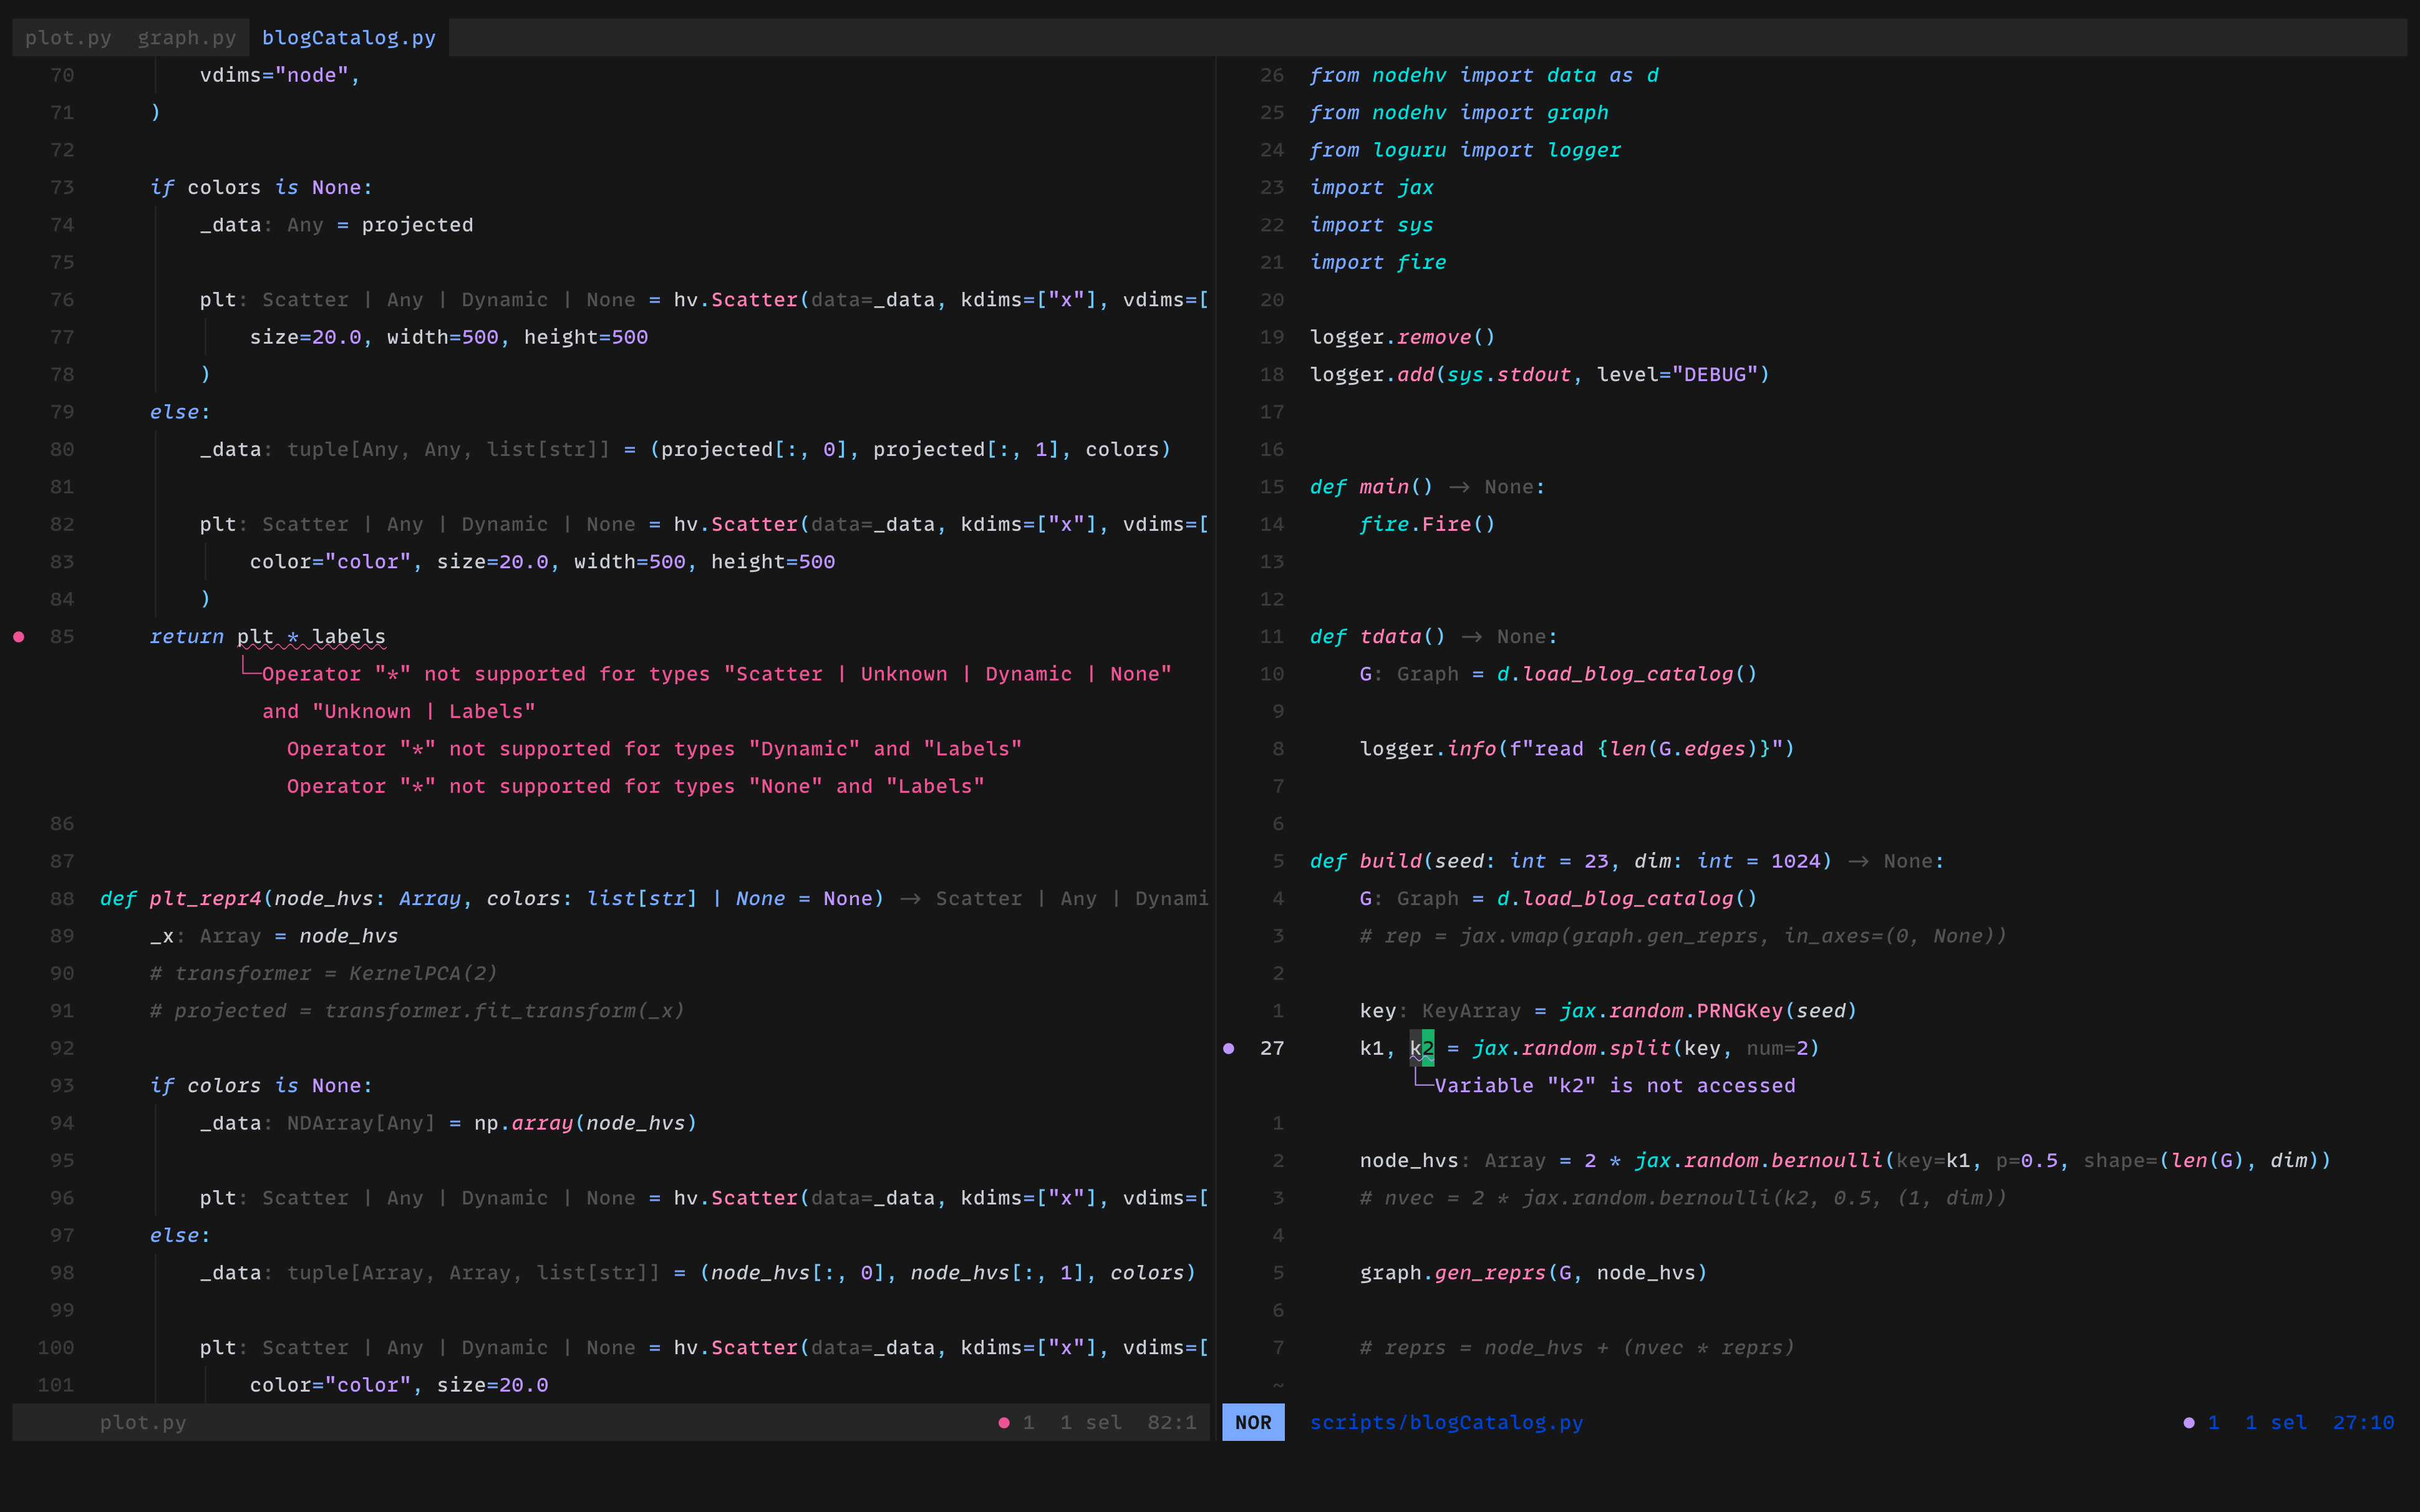 plot.py graph.py blogCatalog.py
70 vdims="node",
71 )
72
73 if colors is None:
74 _data: Any = projected
75
76 plt: Scatter | Any | Dynamic | None = hv.Scatter(data=_data, kdims=["x"], vdims=[
77 size=20.0, width=500, height=500
78 )
79 else:
80 _data: tuple[Any, Any, list[str]] = (projected[:, 0], projected[:, 1], colors)
81
82 plt: Scatter | Any | Dynamic | None = hv.Scatter(data=_data, kdims=["x"], vdims=[
83 color="color", size=20.0, width=500, height=500
84 )
85 return plt * labels
Operator "*" not supported for types "Scatter | Unknown | Dynamic | None"
and "Unknown | Labels"
Operator "*" not supported for types "Dynamic" and "Labels"
Operator "*" not supported for types "None" and "Labels"
86
87
88 def plt_repr4(node_hvs: Array, colors: list[str] | None = None) → Scatter | Any | Dynami
89 _x: Array = node_hvs
90 # transformer = KernelPCA(2)
91 # projected = transformer.fit_transform(_x)
92
93 if colors is None:
94 _data: NDArray[Any] = np.array(node_hvs)
95
96 plt: Scatter | Any | Dynamic | None = hv.Scatter(data=_data, kdims=["x"], vdims=[
97 else:
98 _data: tuple[Array, Array, list[str]] = (node_hvs[:, 0], node_hvs[:, 1], colors)
99
100 plt: Scatter | Any | Dynamic | None = hv.Scatter(data=_data, kdims=["x"], vdims=[
101 color="color", size=20.0
plot.py 1 1 sel 82:1
26 from nodehv import data as d
25 from nodehv import graph
24 from loguru import logger
23 import jax
22 import sys
21 import fire
20
19 logger.remove()
18 logger.add(sys.stdout, level="DEBUG")
17
16
15 def main() → None:
14 fire.Fire()
13
12
11 def tdata() → None:
10 G: Graph = d.load_blog_catalog()
9
8 logger.info(f"read {len(G.edges)}")
7
6
5 def build(seed: int = 23, dim: int = 1024) → None:
4 G: Graph = d.load_blog_catalog()
3 # rep = jax.vmap(graph.gen_reprs, in_axes=(0, None))
2
1 key: KeyArray = jax.random.PRNGKey(seed)
27 k1, k2 = jax.random.split(key, num=2)
Variable "k2" is not accessed
1
2 node_hvs: Array = 2 * jax.random.bernoulli(key=k1, p=0.5, shape=(len(G), dim))
3 # nvec = 2 * jax.random.bernoulli(k2, 0.5, (1, dim))
4
5 graph.gen_reprs(G, node_hvs)
6
7 # reprs = node_hvs + (nvec * reprs)
~
NOR scripts/blogCatalog.py 1 1 sel 27:10